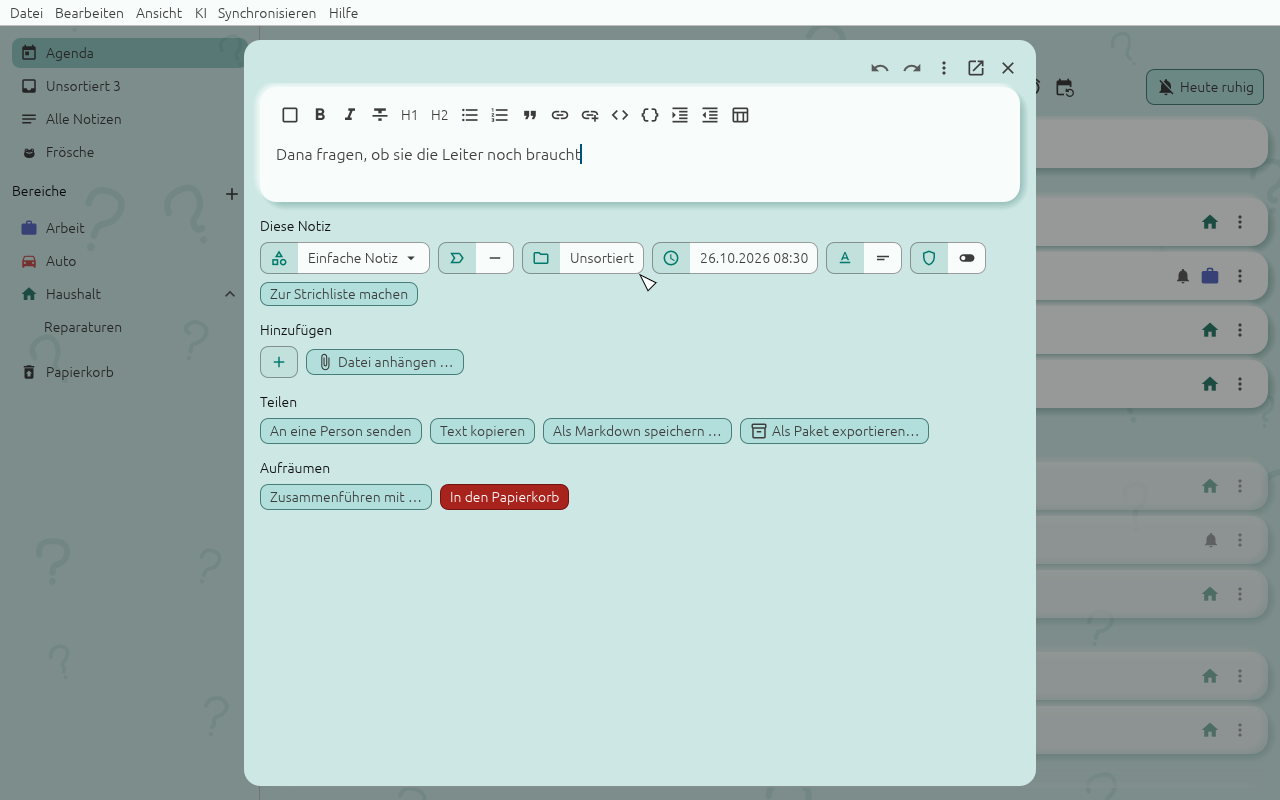 Datei Bearbeiten Ansicht KI Synchronisieren Hilfe
Agenda
Unsortiert 3
Alle Notizen
Frösche
Bereiche
Arbeit
Auto
Haushalt
Reparaturen
Papierkorb
Heute ruhig
B I H1 H2
Dana fragen, ob sie die Leiter noch braucht
Diese Notiz
Einfache Notiz Unsortiert 26.10.2026 08:30
Zur Strichliste machen
Hinzufügen
Datei anhängen …
Teilen
An eine Person senden Text kopieren Als Markdown speichern … Als Paket exportieren…
Aufräumen
Zusammenführen mit … In den Papierkorb